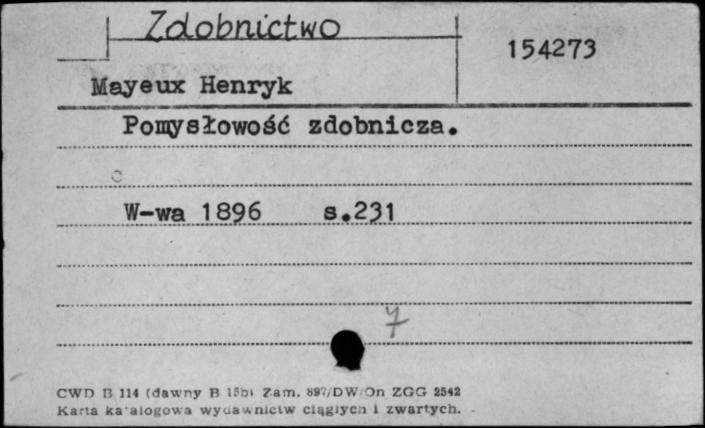 Zdobnictwo
154273
Mayeux Henryk
Pomysłowość zdobnicza.
W-wa 1896 s.231
7
CWD B 114 (dawny B 15b) Zam. 897/DW/On ZGG 2542
Karta katalogowa wydawnictw ciągłych i zwartych.